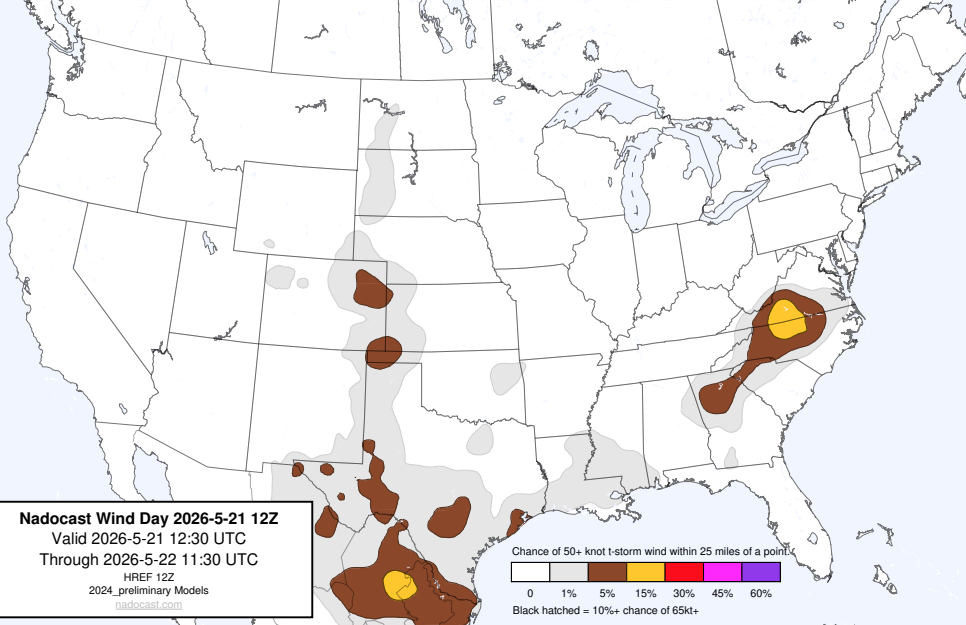 Nadocast Wind Day 2026-5-21 12Z
Valid 2026-5-21 12:30 UTC
Through 2026-5-22 11:30 UTC
HREF 12Z
2024_preliminary Models
nadocast.com
Chance of 50+ knot t-storm wind within 25 miles of a point.
0 1% 5% 15% 30% 45% 60%
Black hatched = 10%+ chance of 65kt+